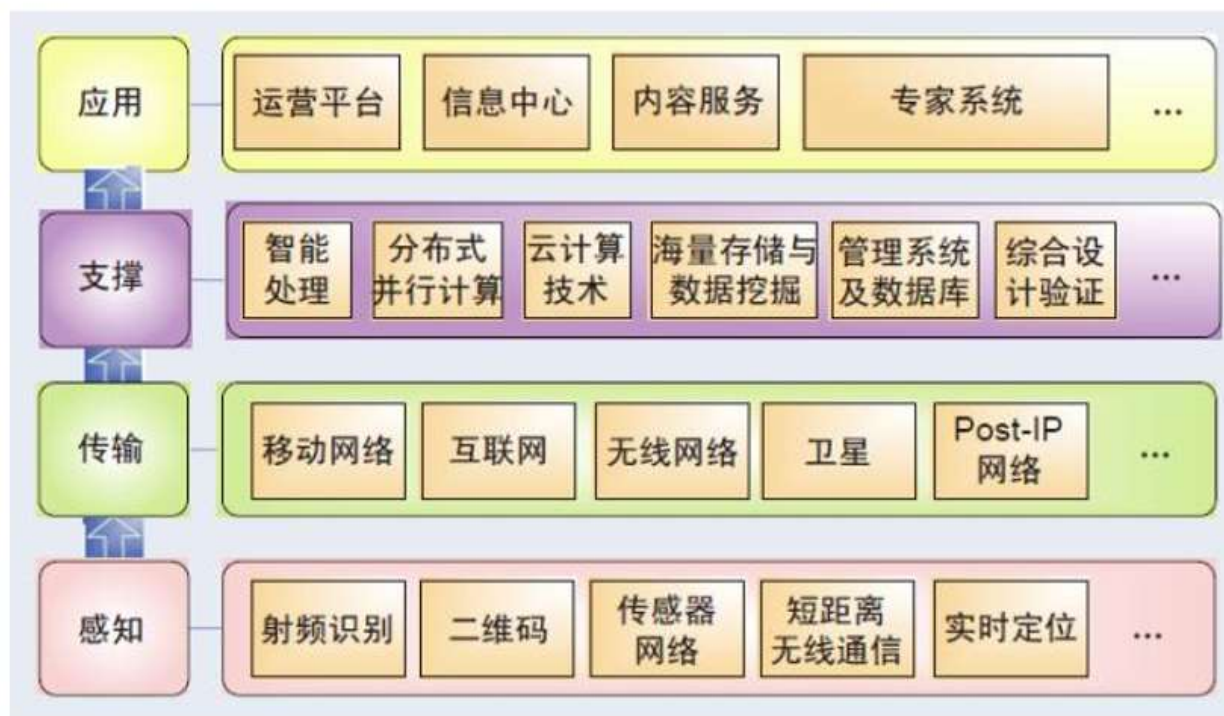 应用
运营平台
信息中心
内容服务
专家系统
...
支撑
智能
处理
分布式
并行计算
云计算
技术
海量存储与
数据挖掘
管理系统
及数据库
综合设
计验证
...
传输
移动网络
互联网
无线网络
卫星
Post-IP
网络
...
感知
射频识别
二维码
传感器
网络
短距离
无线通信
实时定位
...